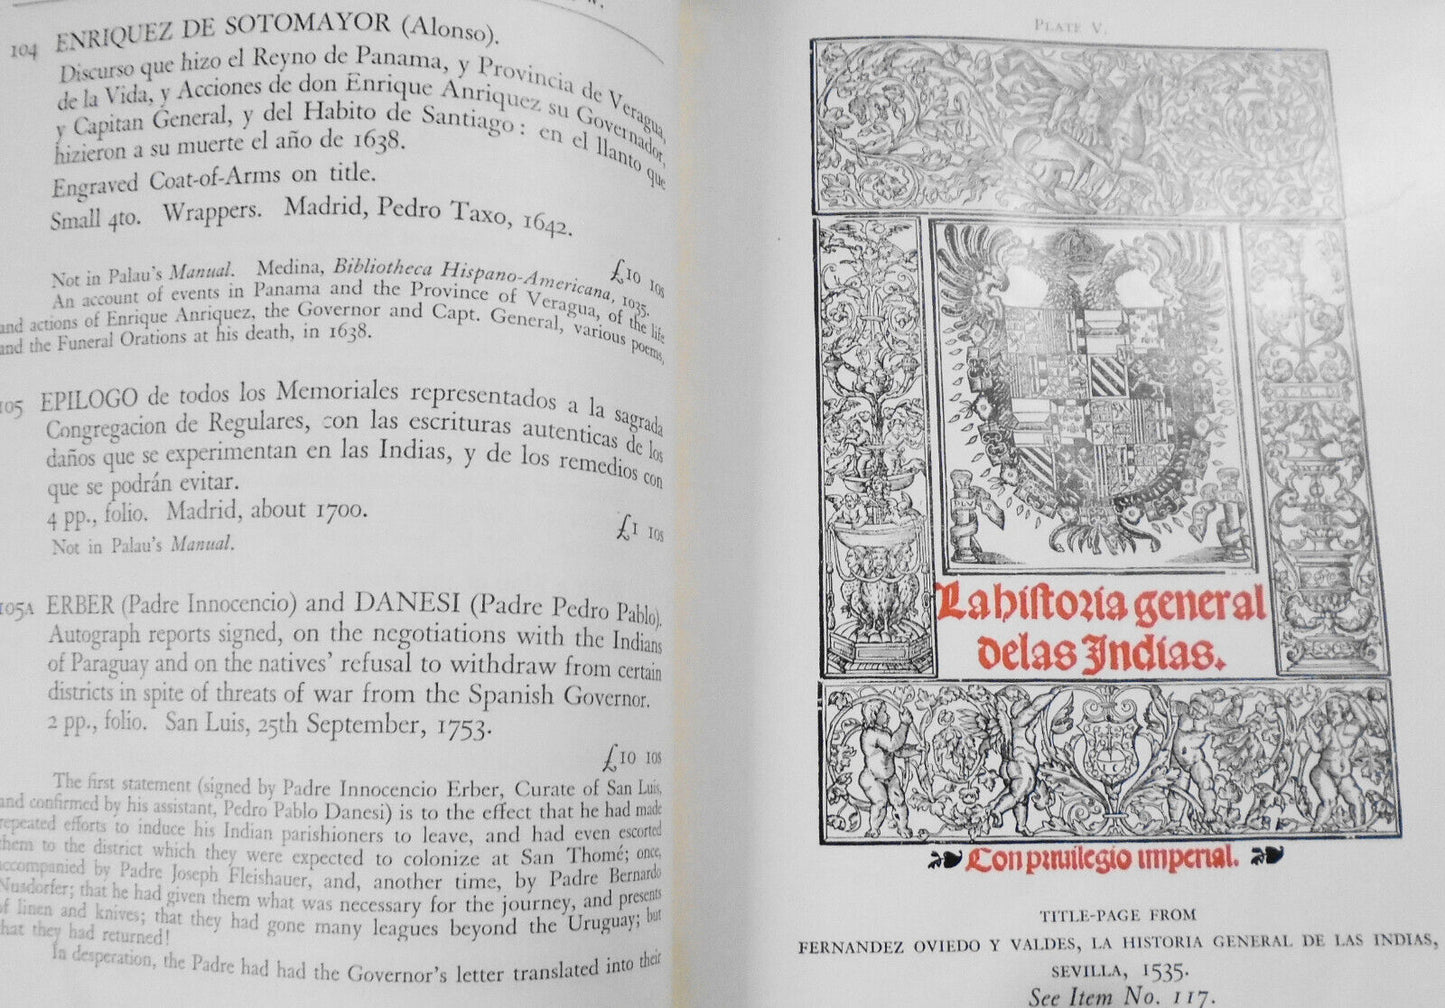 104 ENRIQUEZ DE SOTOMAYOR (Alonso).
Discurso que hizo el Reyno de Panama, y Provincia de Veragua,
de la Vida, y Acciones de don Enrique Anriquez su Governador,
y Capitan General, y del Habito de Santiago: en el llanto que
hizieron a su muerte el año de 1638.
Engraved Coat-of-Arms on title.
Small 4to. Wrappers. Madrid, Pedro Taxo, 1642.
£10 10s
Not in Palau's Manual. Medina, Bibliotheca Hispano-Americana, 1035.
An account of events in Panama and the Province of Veragua, of the life
and actions of Enrique Anriquez, the Governor and Capt. General, various poems,
and the Funeral Orations at his death, in 1638.
105 EPILOGO de todos los Memoriales representados a la sagrada
Congregacion de Regulares, con las escrituras autenticas de los
daños que se experimentan en las Indias, y de los remedios con
que se podrán evitar.
4 pp., folio. Madrid, about 1700.
£1 10s
Not in Palau's Manual.
105A ERBER (Padre Innocencio) and DANESI (Padre Pedro Pablo).
Autograph reports signed, on the negotiations with the Indians
of Paraguay and on the natives' refusal to withdraw from certain
districts in spite of threats of war from the Spanish Governor.
2 pp., folio. San Luis, 25th September, 1753.
£10 10s
The first statement (signed by Padre Innocencio Erber, Curate of San Luis,
and confirmed by his assistant, Pedro Pablo Danesi) is to the effect that he had made
repeated efforts to induce his Indian parishioners to leave, and had even escorted
them to the district which they were expected to colonize at San Thomé; once,
accompanied by Padre Joseph Fleishauer, and, another time, by Padre Bernardo
Nusdorfer; that he had given them what was necessary for the journey, and presents
of linen and knives; that they had gone many leagues beyond the Uruguay; but
that they had returned!
In desperation, the Padre had had the Governor's letter translated into their
PLATE V.
La historia general
delas Indias.
Con priuilegio imperial.
TITLE-PAGE FROM
FERNANDEZ OVIEDO Y VALDES, LA HISTORIA GENERAL DE LAS INDIAS,
SEVILLA, 1535.
See Item No. 117.